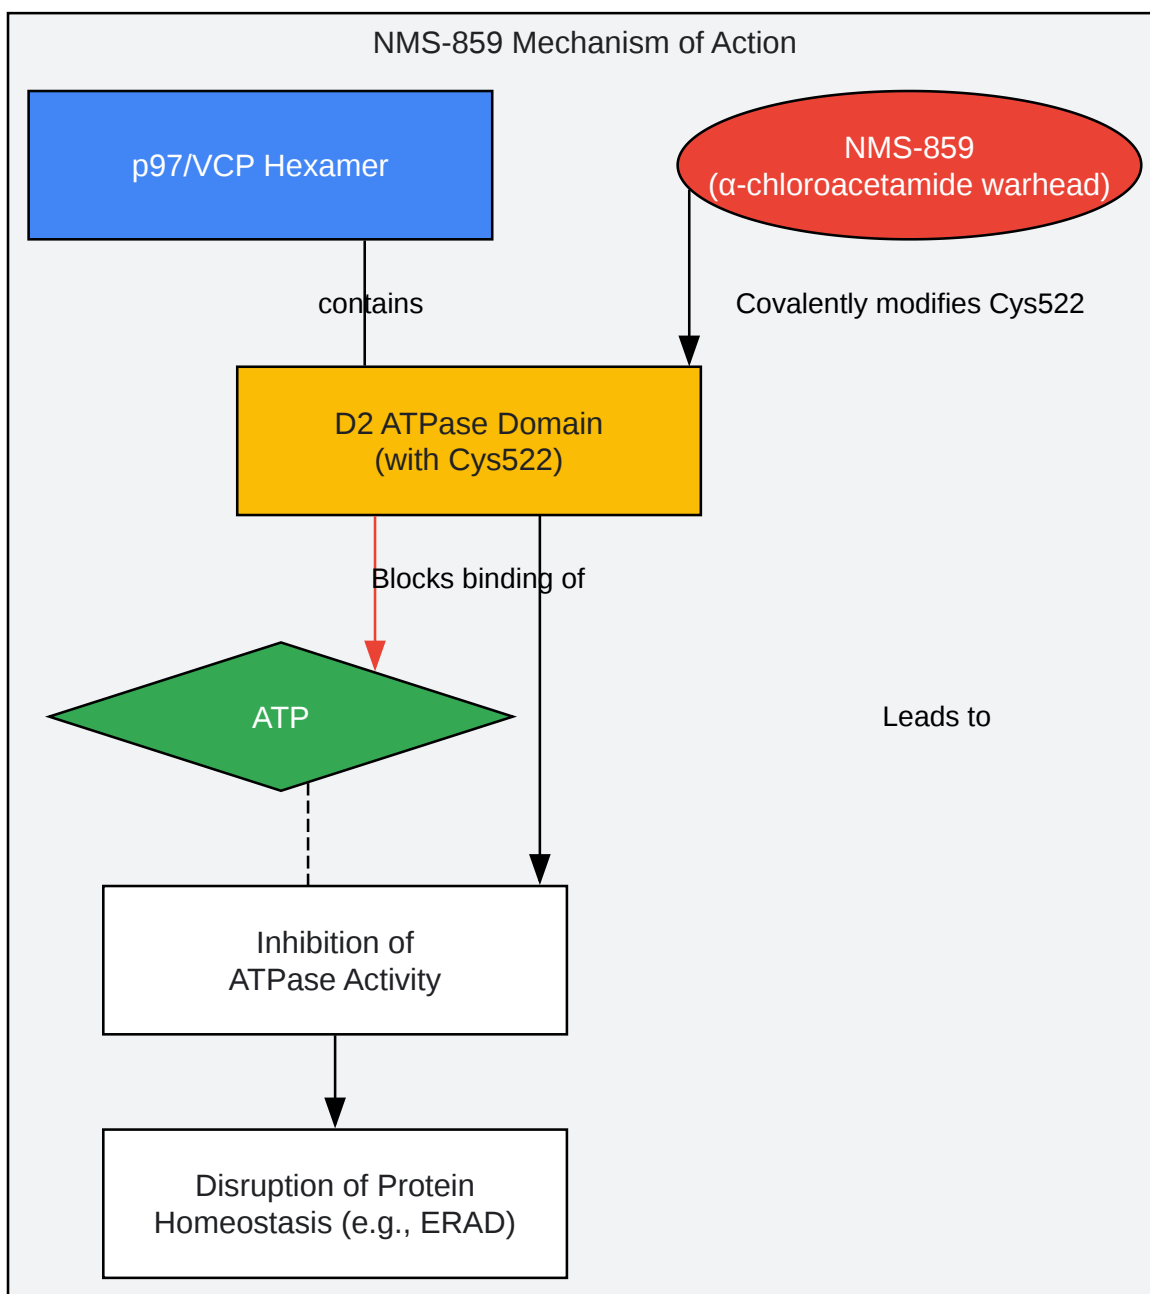 NMS-859 Mechanism of Action
p97/VCP Hexamer
NMS-859
(α-chloroacetamide warhead)
contains
Covalently modifies Cys522
D2 ATPase Domain
(with Cys522)
Blocks binding of
ATP
Leads to
Inhibition of
ATPase Activity
Disruption of Protein
Homeostasis (e.g., ERAD)